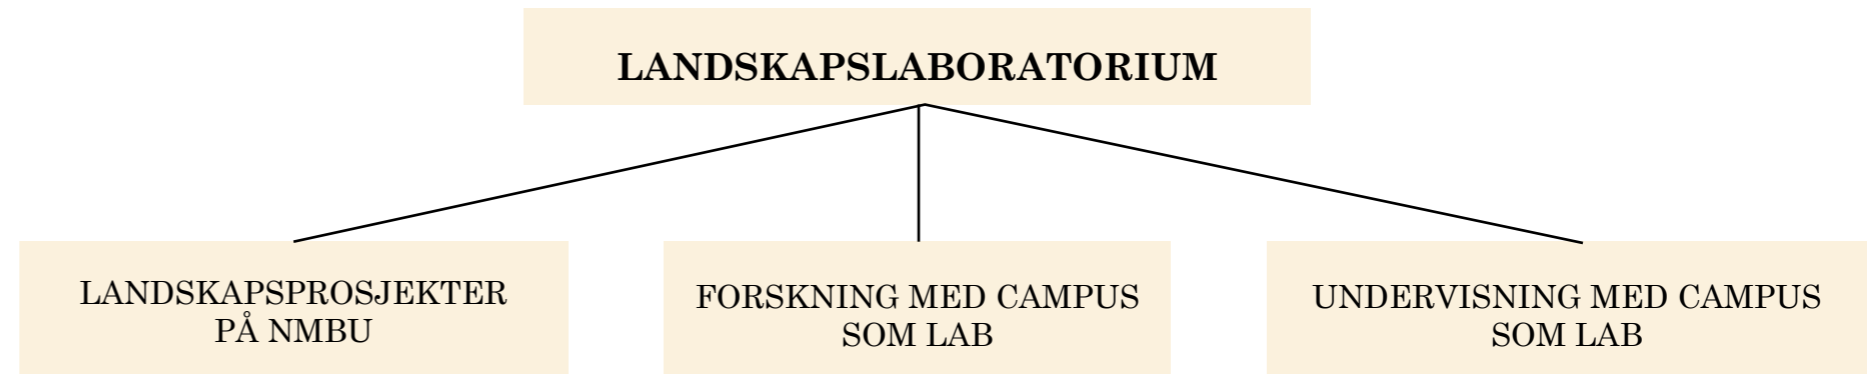 LANDSKAPSLABORATORIUM
LANDSKAPSPROSJEKTER
PÅ NMBU
FORSKNING MED CAMPUS
SOM LAB
UNDERVISNING MED CAMPUS
SOM LAB